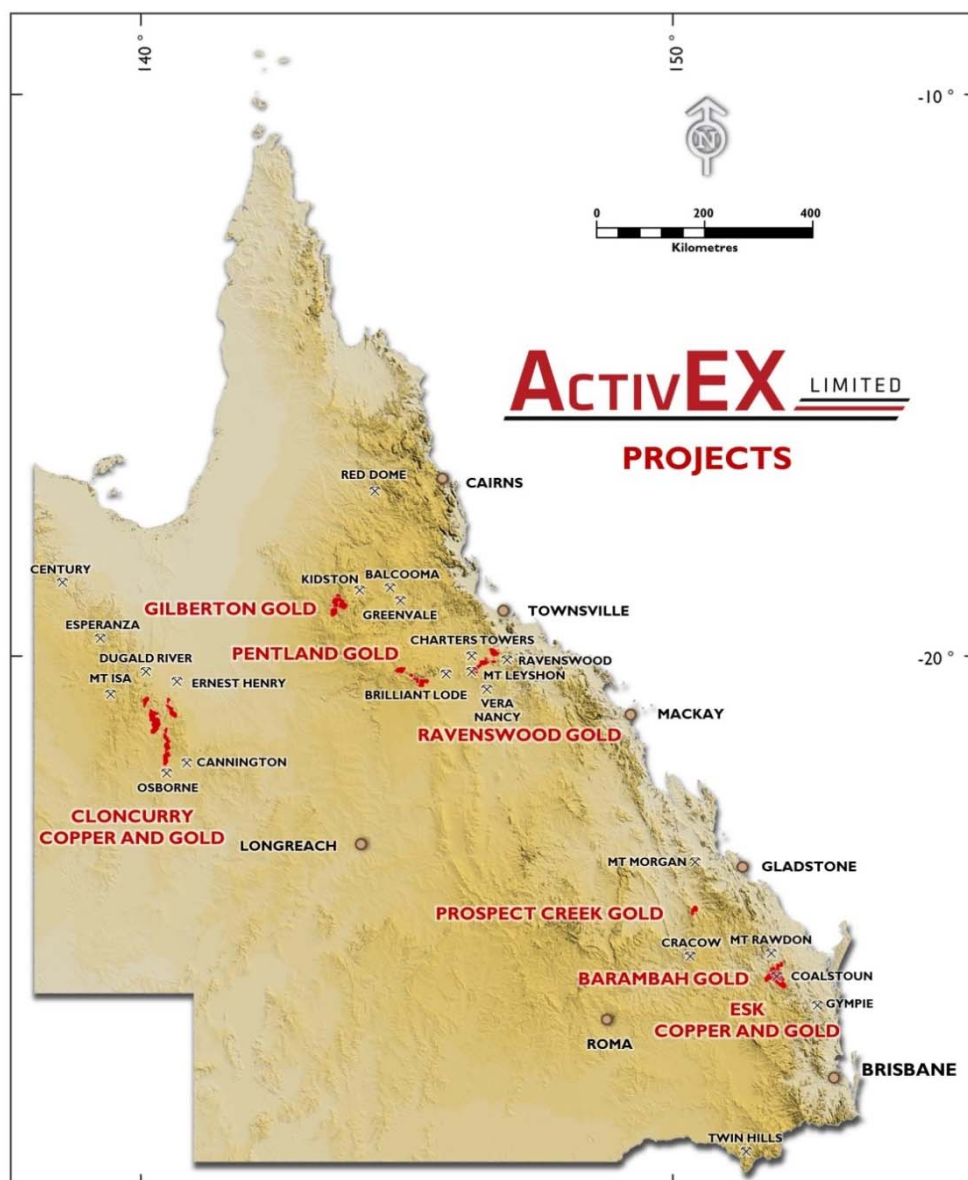 140°
150°
-10°
N
0
200
400
Kilometres
ACTIVEX LIMITED
PROJECTS
RED DOME
CAIRNS
CENTURY
KIDSTON
BALCOOMA
GILBERTON GOLD
GREENVALE
TOWNSVILLE
ESPERANZA
CHARTERS TOWERS
PENTLAND GOLD
RAVENSWOOD
-20°
DUGALD RIVER
MT LEYSHON
MT ISA
ERNEST HENRY
BRILLIANT LODE
VERA
NANCY
MACKAY
RAVENSWOOD GOLD
CANNINGTON
OSBORNE
CLONCURRY
COPPER AND GOLD
LONGREACH
MT MORGAN
GLADSTONE
PROSPECT CREEK GOLD
CRACOW
MT RAWDON
BARAMBAH GOLD
COALSTOUN
ESK
COPPER AND GOLD
GYMPIE
ROMA
BRISBANE
TWIN HILLS